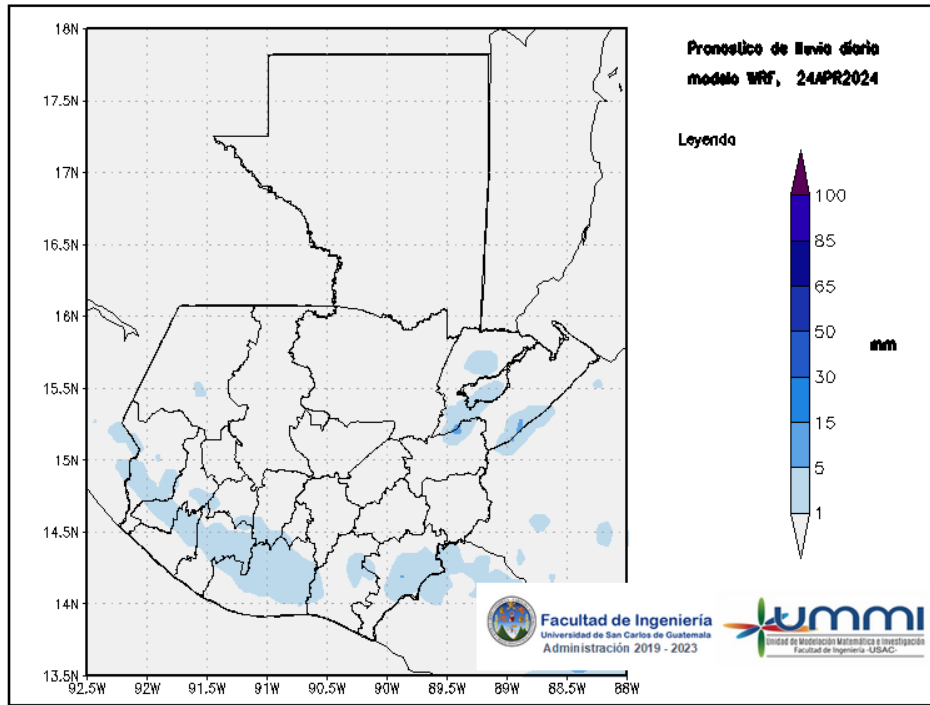 Pronostico de lluvia diaria
modelo WRF, 24APR2024
Leyenda
100
85
65
50
30
15
5
1
mm
18N
17.5N
17N
16.5N
16N
15.5N
15N
14.5N
14N
13.5N
92.5W 92W 91.5W 91W 90.5W 90W 89.5W 89W 88.5W 88W
Facultad de Ingeniería
Universidad de San Carlos de Guatemala
Administración 2019 - 2023
ummi
Unidad de Modelación Matemática e Investigación
Facultad de Ingeniería -USAC-